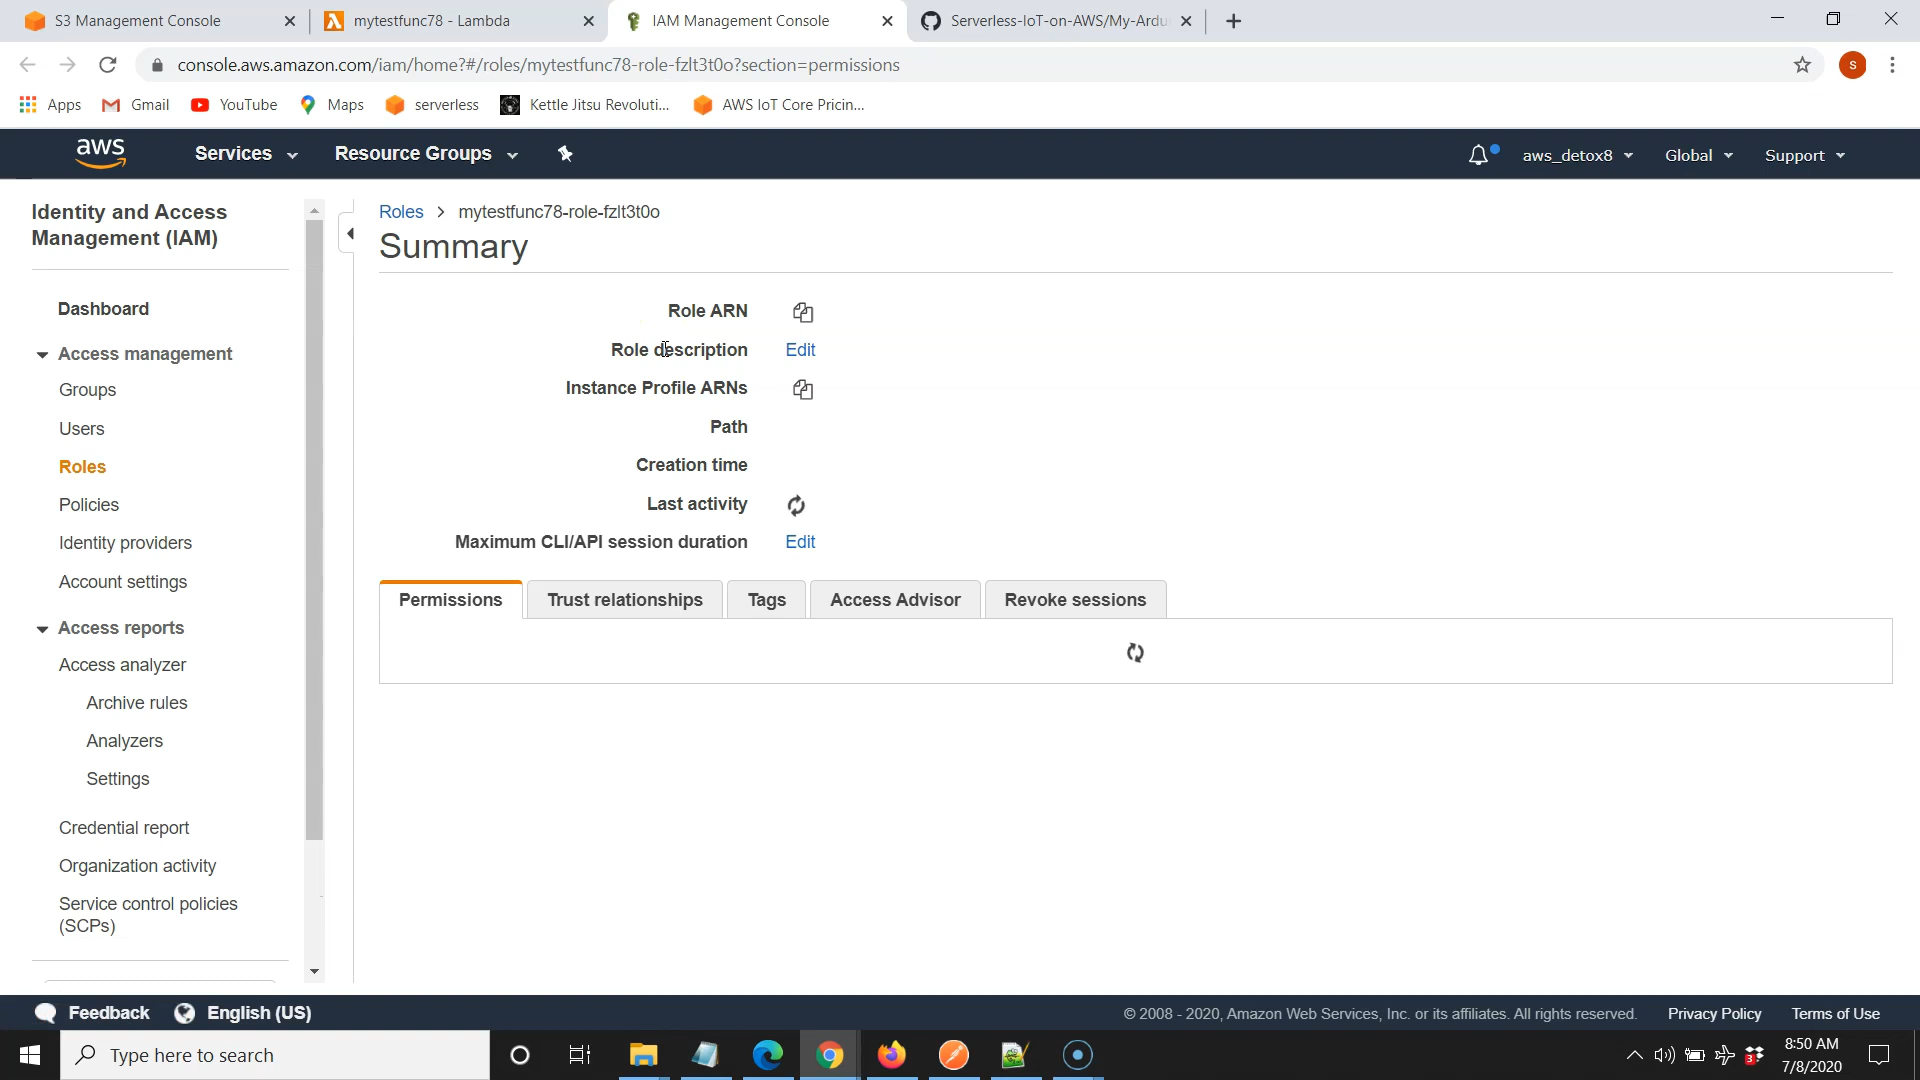 S3 Management Console
mytestfunc78 - Lambda
IAM Management Console
Serverless-IoT-on-AWS/My-Ardu
console.aws.amazon.com/iam/home?#/roles/mytestfunc78-role-fzlt3t0o?section=permissions
S
Apps
Gmail
YouTube
Maps
serverless
Kettle Jitsu Revoluti...
AWS IoT Core Pricin...
aws
Services
Resource Groups
aws_detox8
Global
Support
Identity and Access
Management (IAM)
Dashboard
Access management
Groups
Users
Roles
Policies
Identity providers
Account settings
Access reports
Access analyzer
Archive rules
Analyzers
Settings
Credential report
Organization activity
Service control policies
(SCPs)
Roles > mytestfunc78-role-fzlt3t0o
Summary
Role ARN
Role description Edit
Instance Profile ARNs
Path
Creation time
Last activity
Maximum CLI/API session duration Edit
Permissions
Trust relationships
Tags
Access Advisor
Revoke sessions
Feedback
English (US)
© 2008 - 2020, Amazon Web Services, Inc. or its affiliates. All rights reserved.
Privacy Policy
Terms of Use
Type here to search
3
8:50 AM
7/8/2020